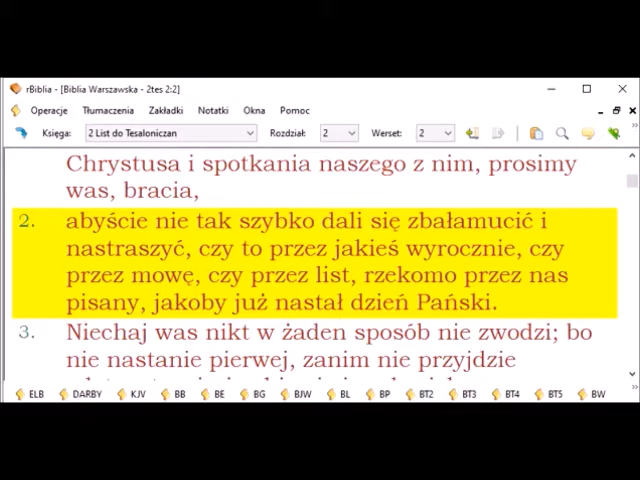 rBiblia - [Biblia Warszawska - 2tes 2:2]
Operacje Tłumaczenia Zakładki Notatki Okna Pomoc
Księga: 2 List do Tesaloniczan Rozdział: 2 Werset: 2
Chrystusa i spotkania naszego z nim, prosimy
was, bracia,
2. abyście nie tak szybko dali się zbałamucić i
nastraszyć, czy to przez jakieś wyrocznie, czy
przez mowę, czy przez list, rzekomo przez nas
pisany, jakoby już nastał dzień Pański.
3. Niechaj was nikt w żaden sposób nie zwodzi; bo
nie nastanie pierwej, zanim nie przyjdzie
ELB DARBY KJV BB BE BG BJW BL BP BT2 BT3 BT4 BT5 BW